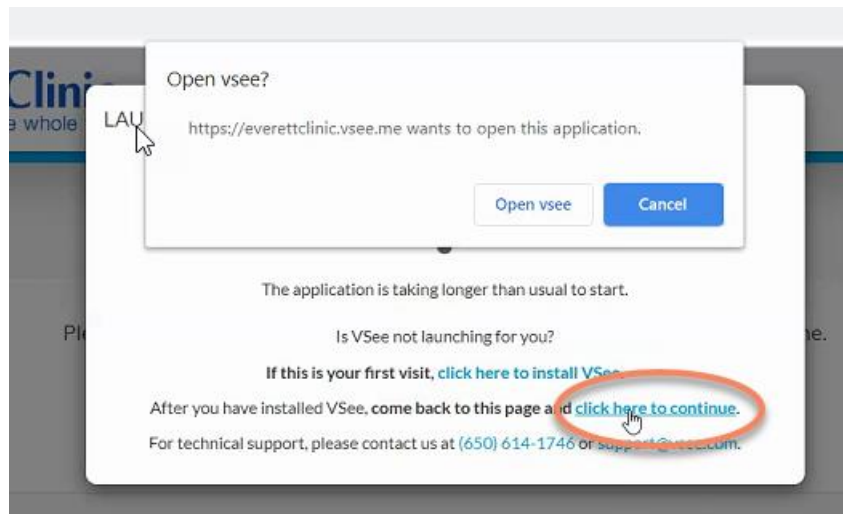 Open vsee?
Clini
e whole
LAU
https://everettclinic.vsee.me wants to open this application.
Open vsee
Cancel
The application is taking longer than usual to start.
Ple
Is VSee not launching for you?
ne.
If this is your first visit, click here to install VSee.
After you have installed VSee, come back to this page and click here to continue.
For technical support, please contact us at (650) 614-1746 or support@vsee.com.